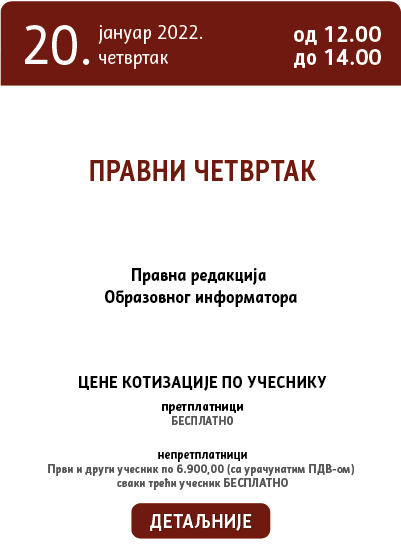 20.
јануар 2022.
четвртак
од 12.00
до 14.00
ПРАВНИ ЧЕТВРТАК
Правна редакција
Образовног информатора
ЦЕНЕ КОТИЗАЦИЈЕ ПО УЧЕСНИКУ
претплатници
БЕСПЛАТНО
непретплатници
Први и други учесник по 6.900,00 (са урачунатим ПДВ-ом)
сваки трећи учесник БЕСПЛАТНО
ДЕТАЉНИЈЕ